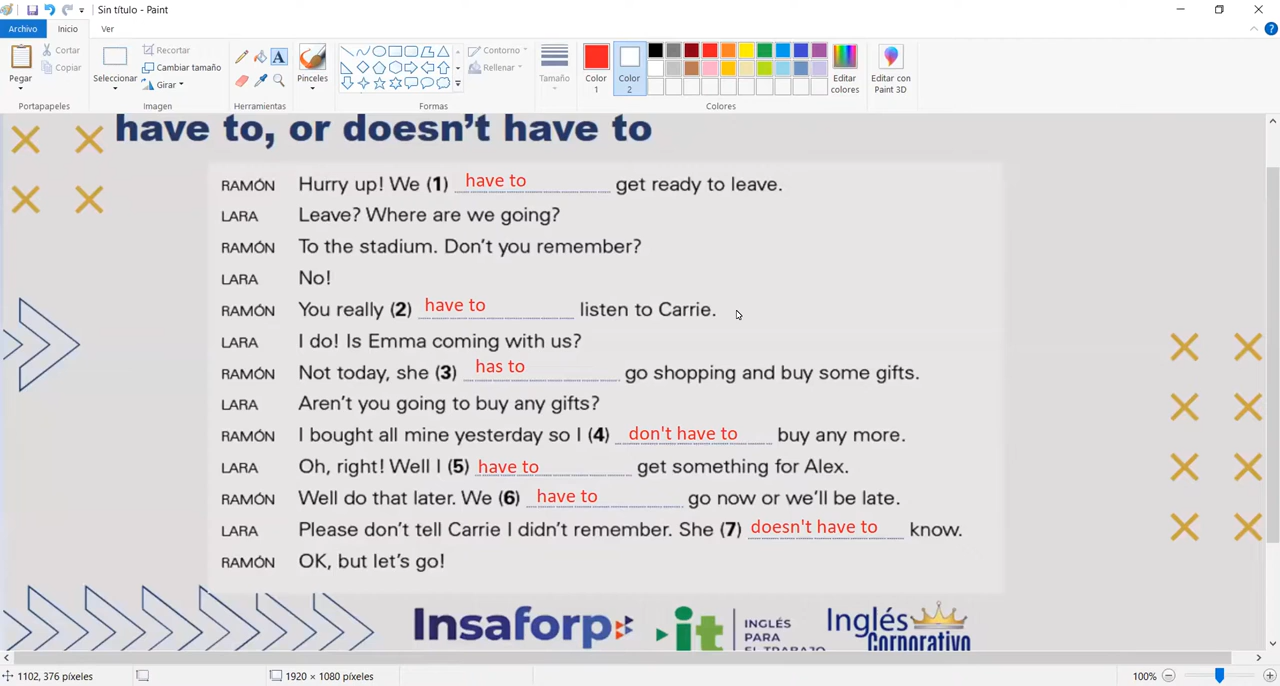 Sin título - Paint
Archivo Inicio Ver
Pegar
Cortar
Copiar
Portapapeles
Seleccionar
Recortar
Cambiar tamaño
Girar
Imagen
A
Herramientas
Pinceles
Contorno
Rellenar
Formas
Tamaño
Color 1
Color 2
Editar colores
Colores
Editar con Paint 3D
have to, or doesn't have to
RAMÓN Hurry up! We (1) have to get ready to leave.
LARA Leave? Where are we going?
RAMÓN To the stadium. Don't you remember?
LARA No!
RAMÓN You really (2) have to listen to Carrie.
LARA I do! Is Emma coming with us?
RAMÓN Not today, she (3) has to go shopping and buy some gifts.
LARA Aren't you going to buy any gifts?
RAMÓN I bought all mine yesterday so I (4) don't have to buy any more.
LARA Oh, right! Well I (5) have to get something for Alex.
RAMÓN Well do that later. We (6) have to go now or we'll be late.
LARA Please don't tell Carrie I didn't remember. She (7) doesn't have to know.
RAMÓN OK, but let's go!
Insaforp
it
INGLÉS
PARA
EL TRABAJO
Inglés
Corporativo
1102, 376 píxeles
1920 × 1080 píxeles
100%